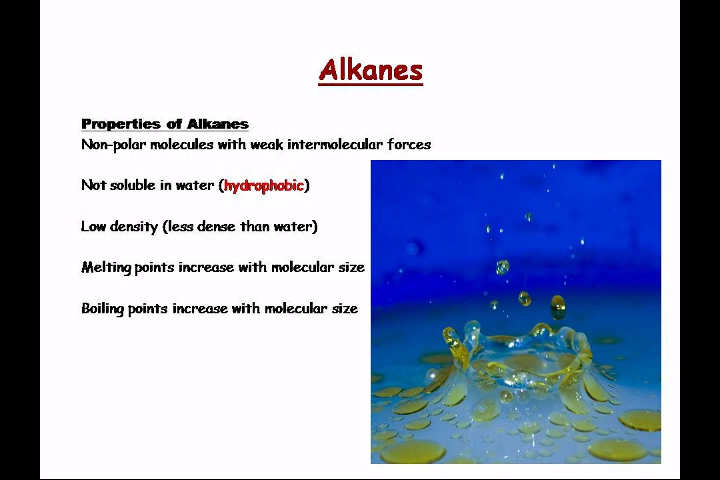 Alkanes
Properties of Alkanes
Non-polar molecules with weak intermolecular forces
Not soluble in water (hydrophobic)
Low density (less dense than water)
Melting points increase with molecular size
Boiling points increase with molecular size